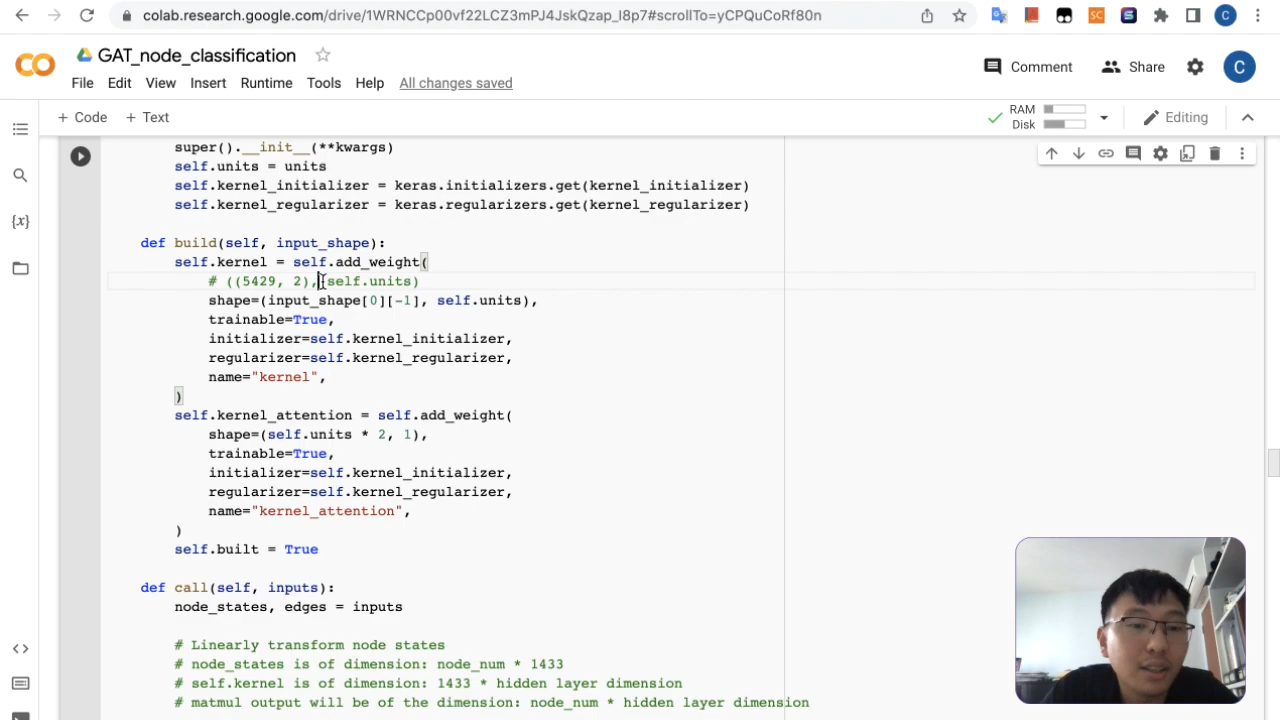 colab.research.google.com/drive/1WRNCCp00vf22LCZ3mPJ4JskQzap_I8p7#scrollTo=yCPQuCoRf80n
SC
S
C
GAT_node_classification
File Edit View Insert Runtime Tools Help All changes saved
Comment
Share
C
+ Code + Text
RAM
Disk
Editing
{x}
super().__init__(**kwargs)
self.units = units
self.kernel_initializer = keras.initializers.get(kernel_initializer)
self.kernel_regularizer = keras.regularizers.get(kernel_regularizer)
def build(self, input_shape):
self.kernel = self.add_weight(
# ((5429, 2), self.units)
shape=(input_shape[0][-1], self.units),
trainable=True,
initializer=self.kernel_initializer,
regularizer=self.kernel_regularizer,
name="kernel",
)
self.kernel_attention = self.add_weight(
shape=(self.units * 2, 1),
trainable=True,
initializer=self.kernel_initializer,
regularizer=self.kernel_regularizer,
name="kernel_attention",
)
self.built = True
def call(self, inputs):
node_states, edges = inputs
# Linearly transform node states
# node_states is of dimension: node_num * 1433
# self.kernel is of dimension: 1433 * hidden layer dimension
# matmul output will be of the dimension: node_num * hidden layer dimension